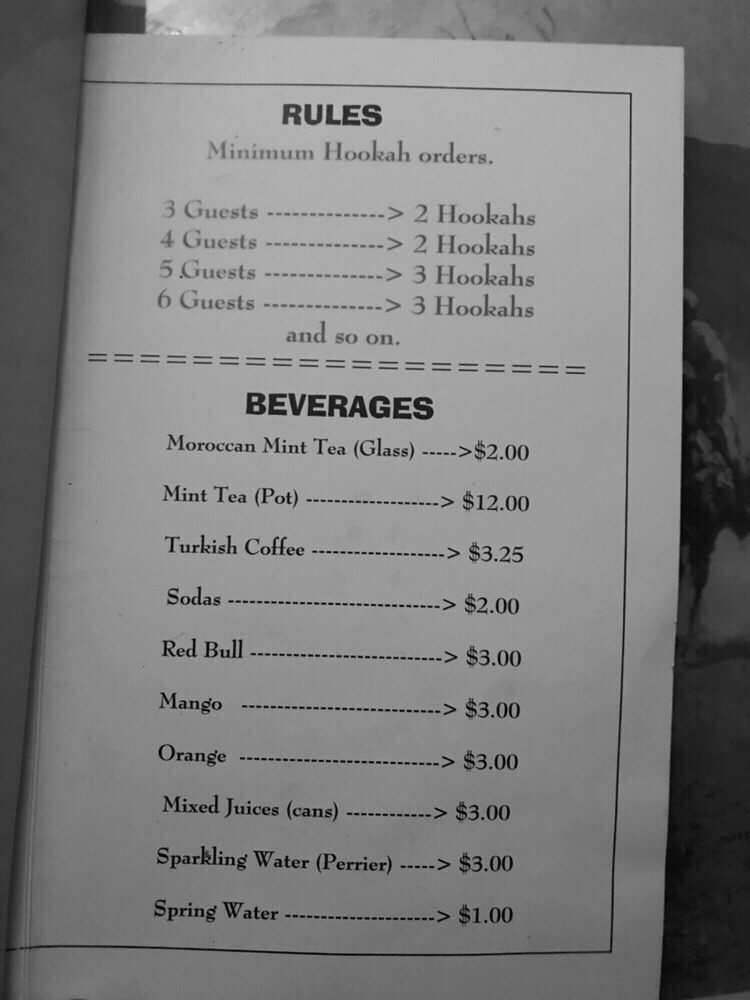 RULES
Minimum Hookah orders.
3 Guests --------------> 2 Hookahs
4 Guests --------------> 2 Hookahs
5 Guests --------------> 3 Hookahs
6 Guests --------------> 3 Hookahs
and so on.
===================
BEVERAGES
Moroccan Mint Tea (Glass) ----->$2.00
Mint Tea (Pot) -------------------> $12.00
Turkish Coffee -------------------> $3.25
Sodas ------------------------------> $2.00
Red Bull ---------------------------> $3.00
Mango ----------------------------> $3.00
Orange ----------------------------> $3.00
Mixed Juices (cans) ------------> $3.00
Sparkling Water (Perrier) -----> $3.00
Spring Water ---------------------> $1.00